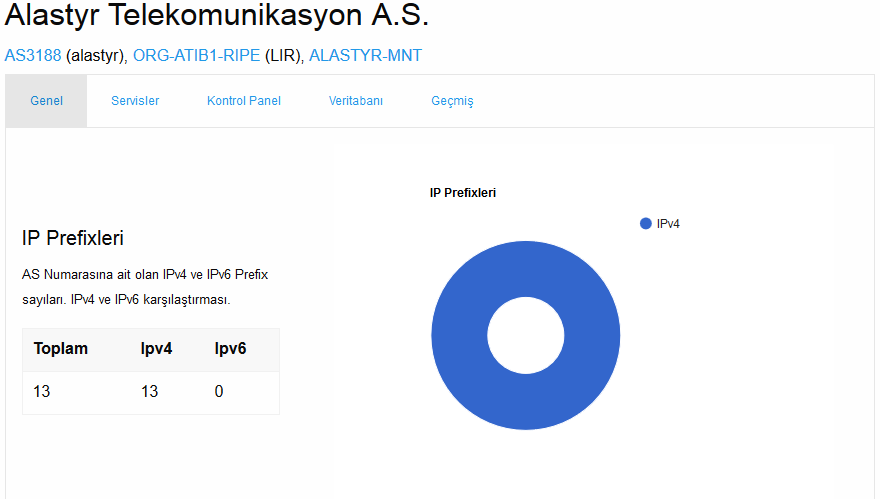 Alastyr Telekomunikasyon A.S.
AS3188 (alastyr), ORG-ATIB1-RIPE (LIR), ALASTYR-MNT
Genel Servisler Kontrol Panel Veritabanı Geçmiş
IP Prefixleri
IPv4
IP Prefixleri
AS Numarasına ait olan IPv4 ve IPv6 Prefix
sayıları. IPv4 ve IPv6 karşılaştırması.
Toplam Ipv4 Ipv6
13 13 0